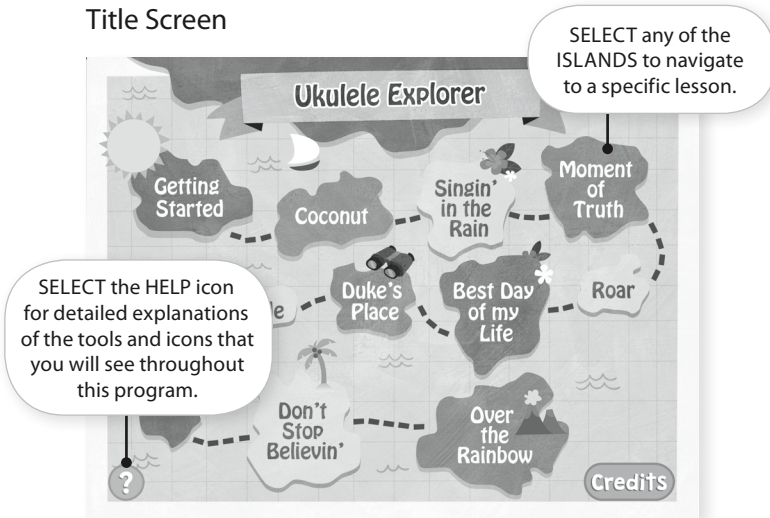 Title Screen
SELECT any of the
ISLANDS to navigate
to a specific lesson.
Ukulele Explorer
Getting
Started
Coconut
Singin'
in the
Rain
Moment
of
Truth
SELECT the HELP icon
for detailed explanations
of the tools and icons that
you will see throughout
this program.
Duke's
Place
Best Day
of my
Life
Roar
Don't
Stop
Believin'
Over
the
Rainbow
?
Credits